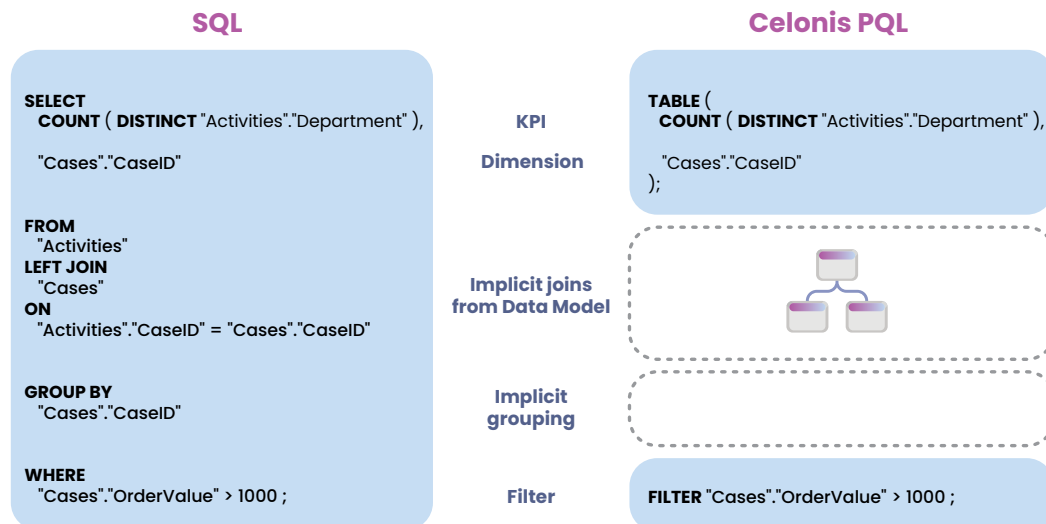 SQL
Celonis PQL
SELECT
COUNT ( DISTINCT "Activities"."Department" ),
"Cases"."CaseID"
FROM
"Activities"
LEFT JOIN
"Cases"
ON
"Activities"."CaseID" = "Cases"."CaseID"
GROUP BY
"Cases"."CaseID"
WHERE
"Cases"."OrderValue" > 1000 ;
KPI
Dimension
Implicit joins
from Data Model
Implicit
grouping
Filter
TABLE (
COUNT ( DISTINCT "Activities"."Department" ),
"Cases"."CaseID"
);
FILTER "Cases"."OrderValue" > 1000 ;